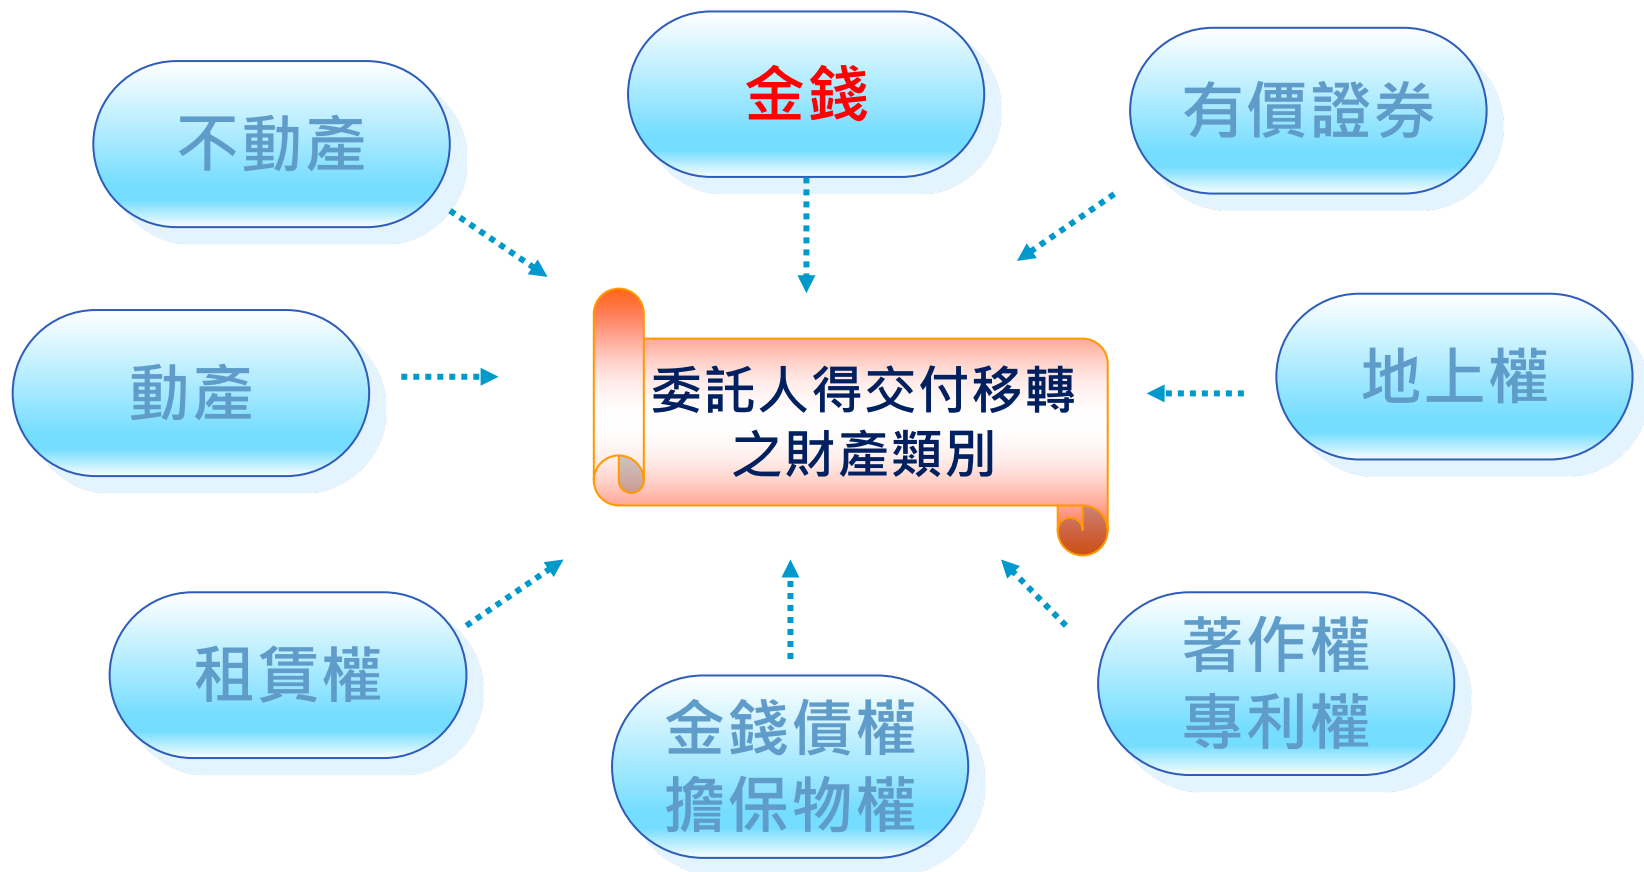 金錢
有價證券
不動產
地上權
動產
委託人得交付移轉
之財產類別
著作權
專利權
租賃權
金錢債權
擔保物權